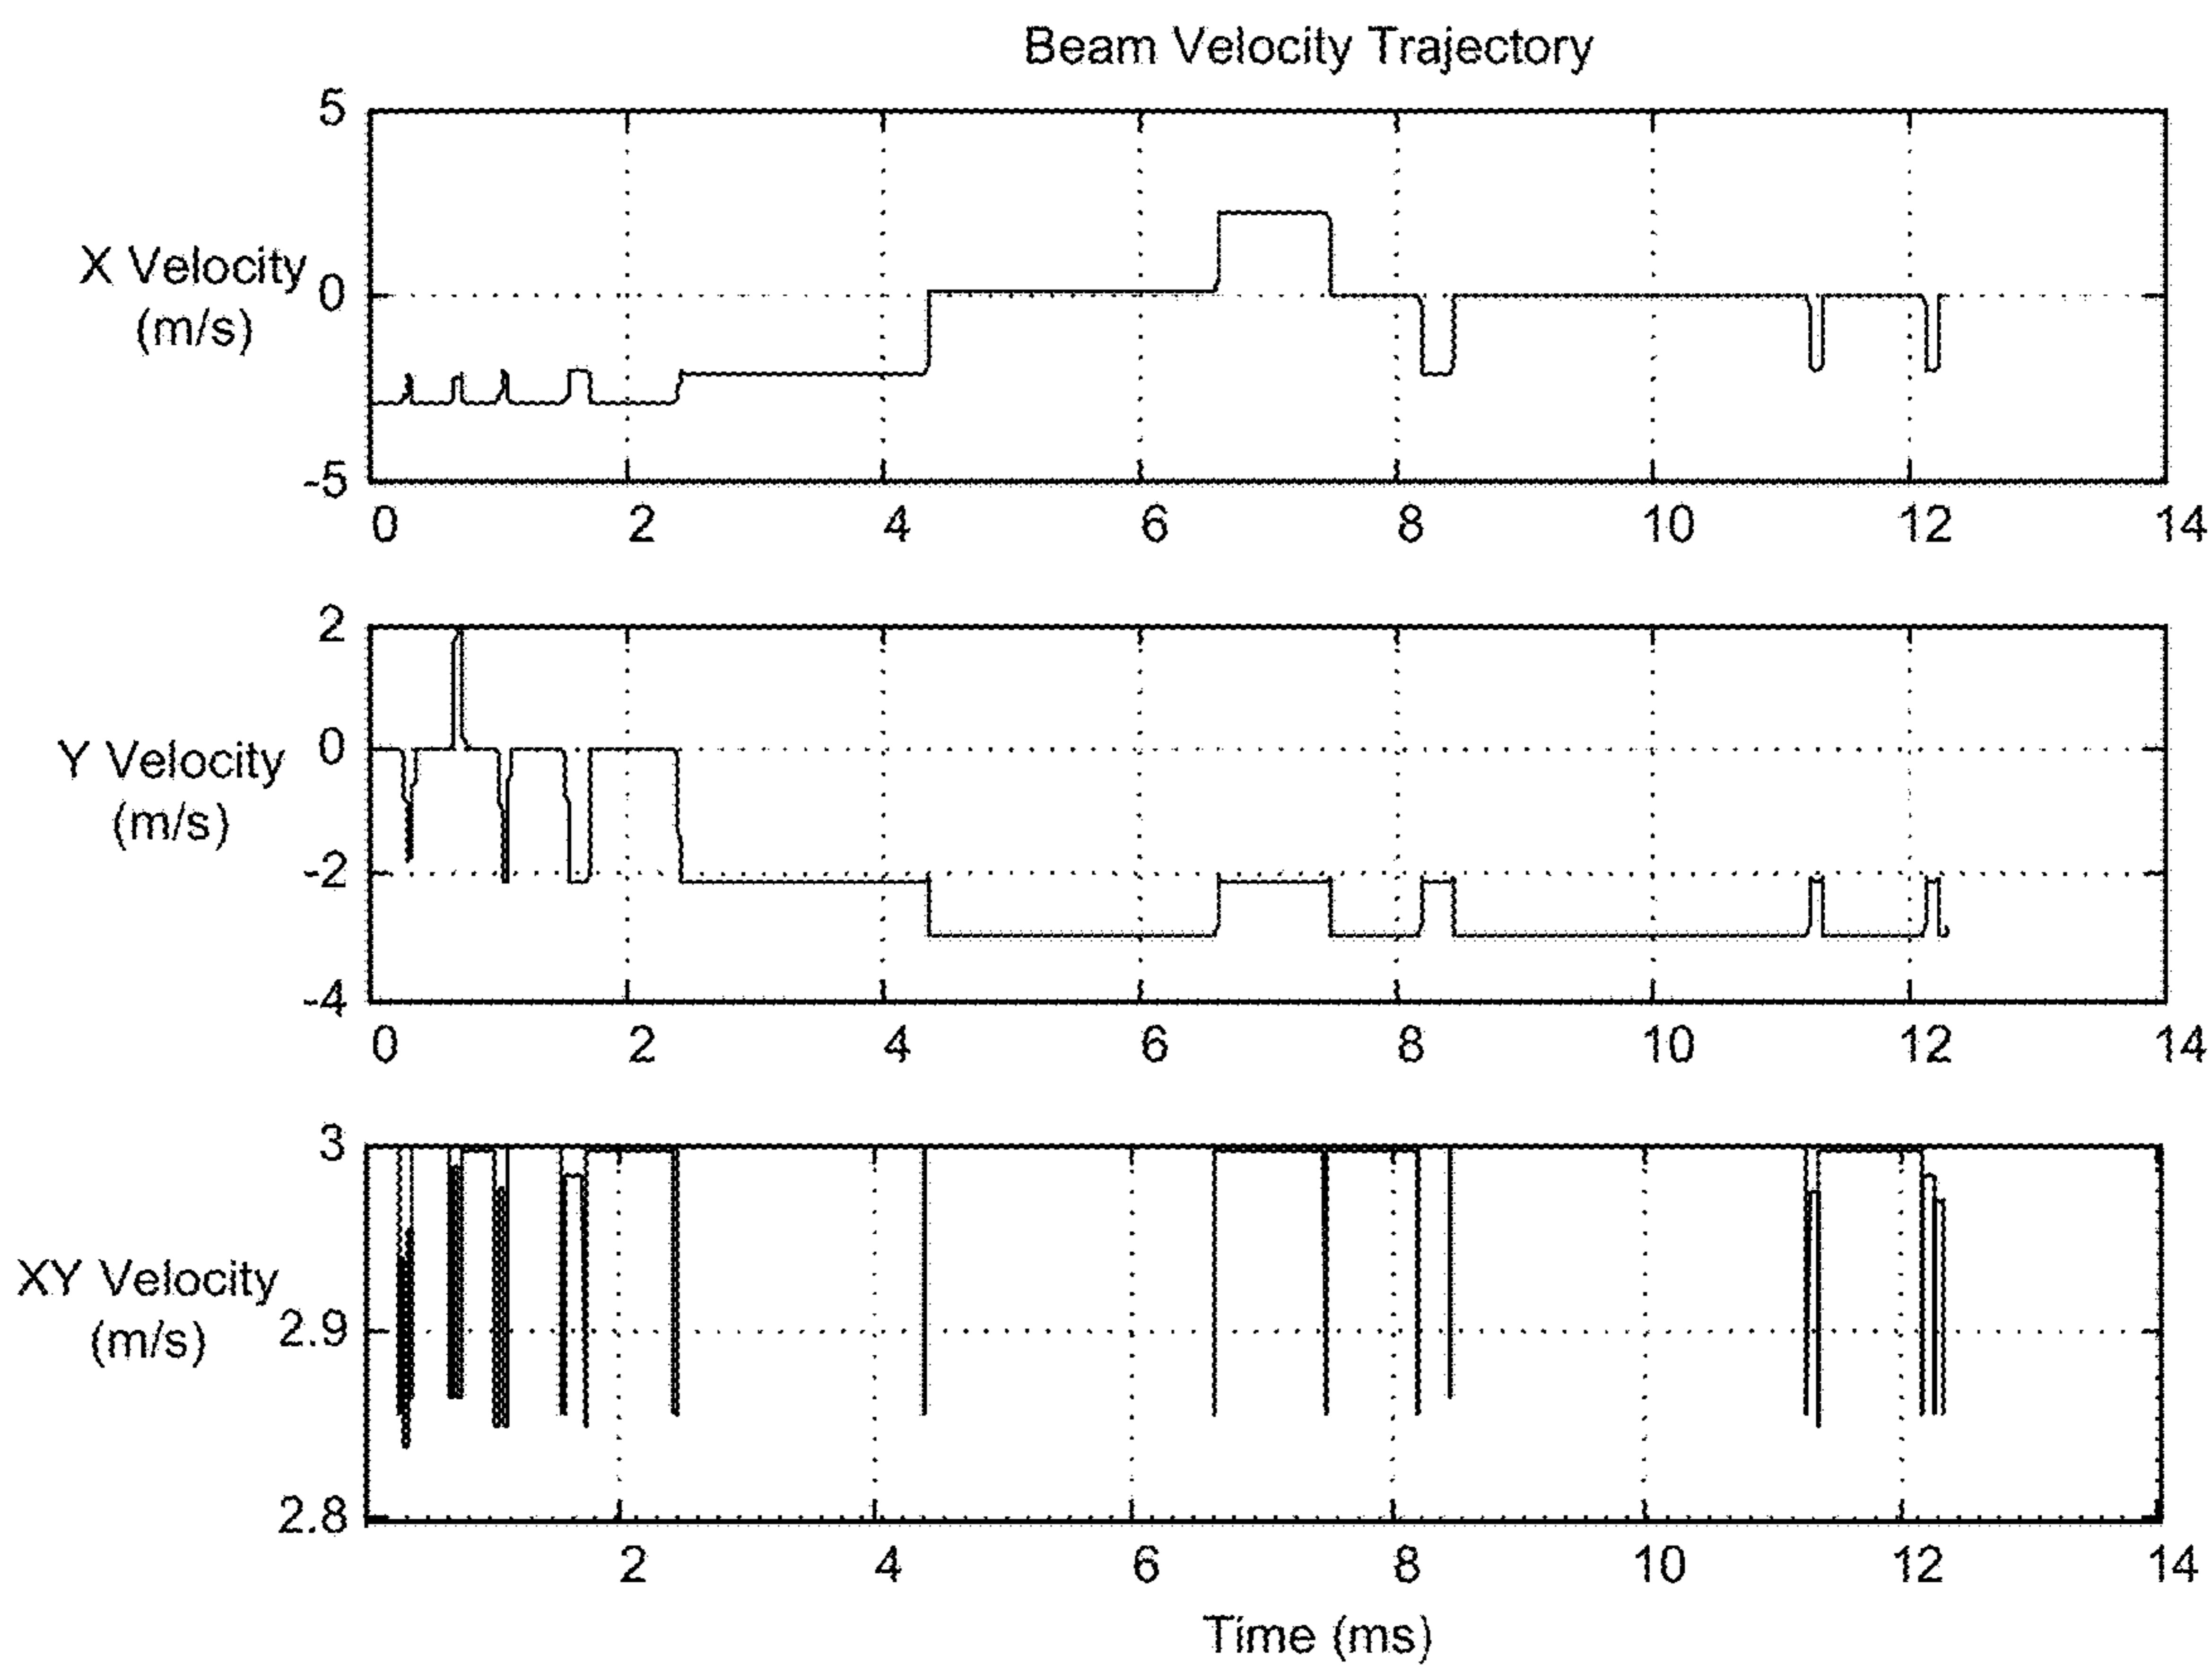 Beam Velocity Trajectory
5
X Velocity
(m/s)
0
-5
0 2 4 6 8 10 12 14
2
Y Velocity
(m/s)
0
-2
-4
0 2 4 6 8 10 12 14
3
XY Velocity
(m/s)
2.9
2.8
2 4 6 8 10 12 14
Time (ms)